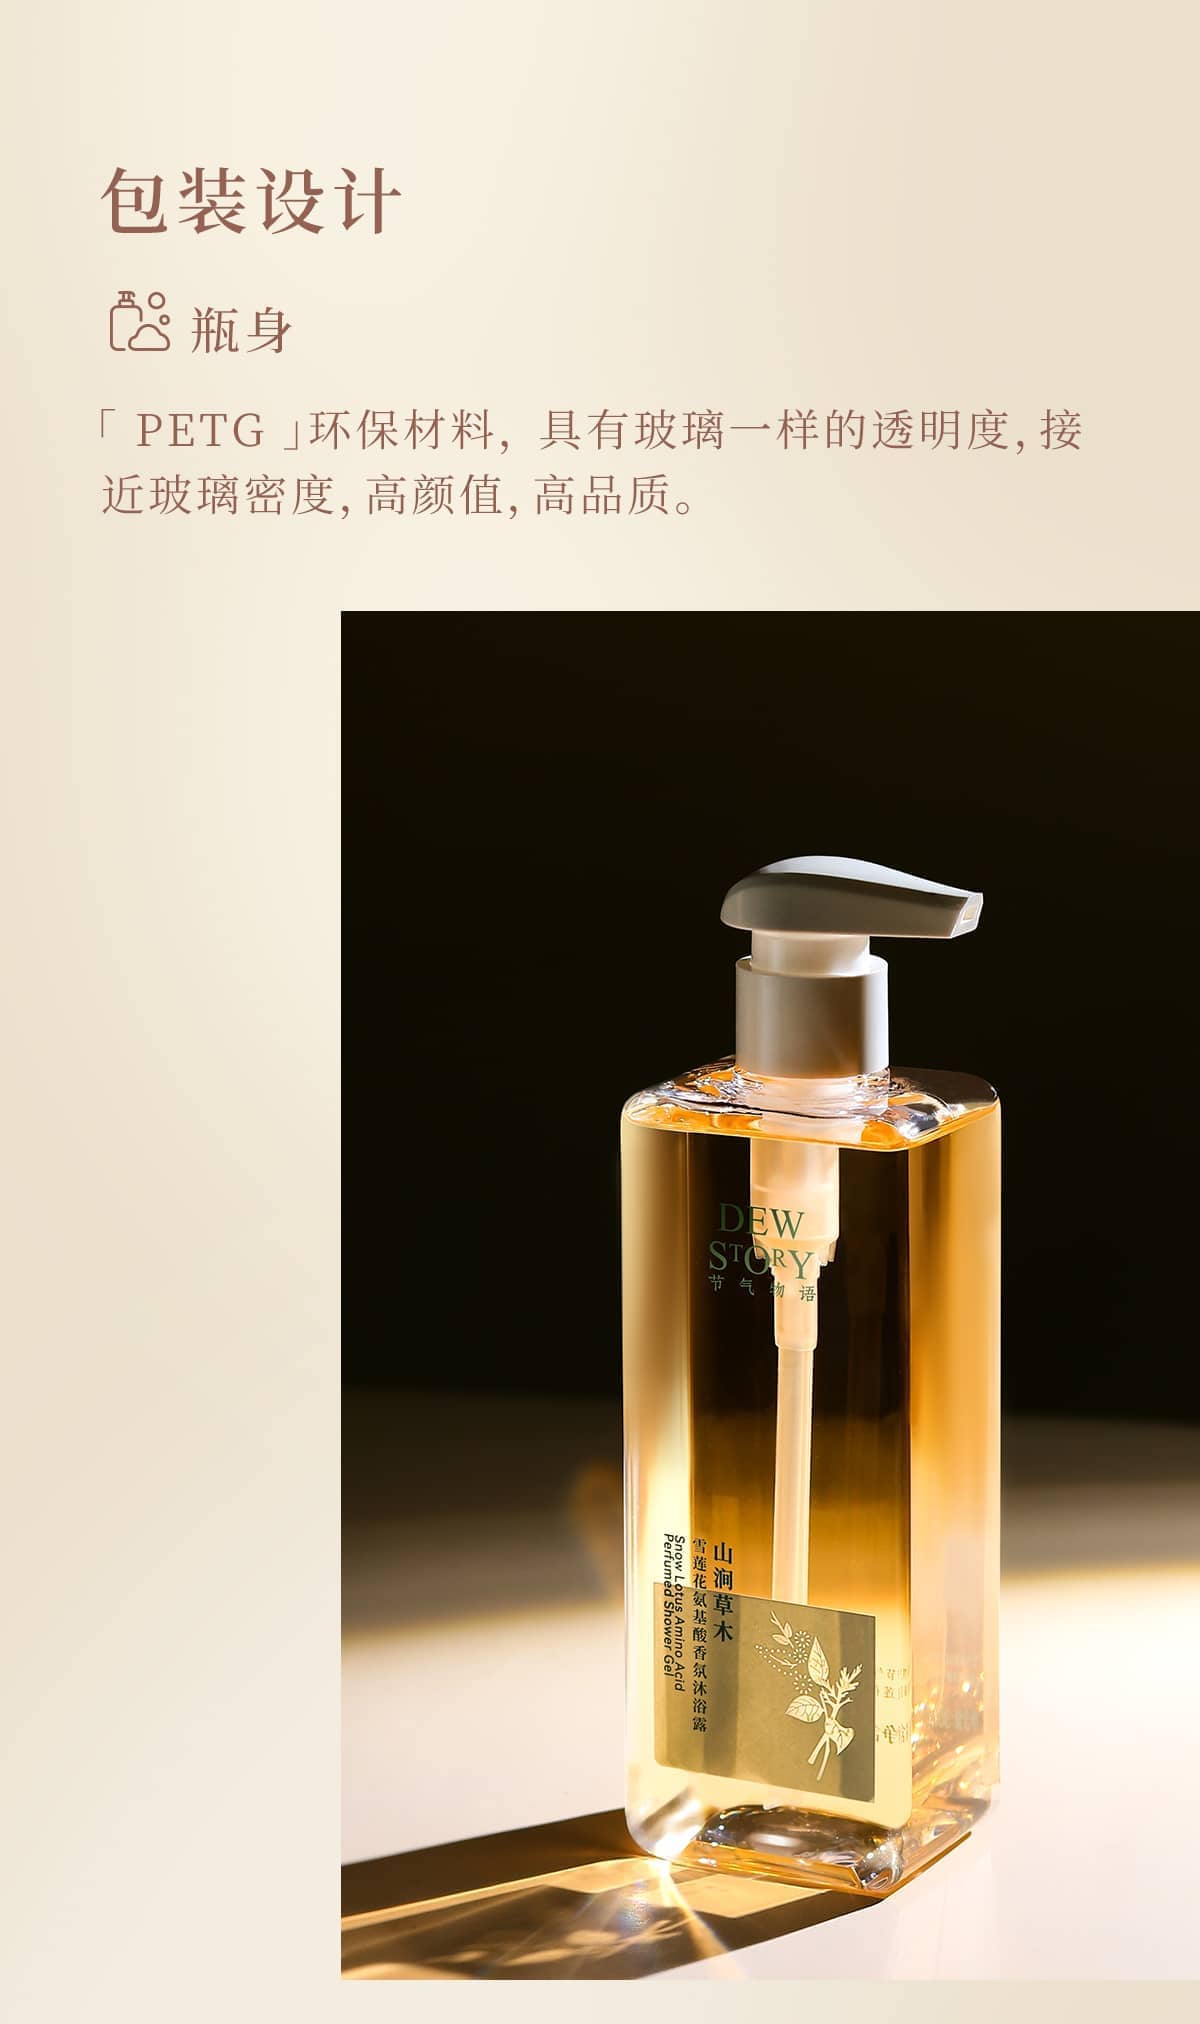 包装设计
瓶身
「 PETG 」环保材料, 具有玻璃一样的透明度, 接
近玻璃密度, 高颜值, 高品质。
DEW
STORY
节气物语
山涧草木
雪莲花氨基酸香氛沐浴露
Snow Lotus Amino Acid
Perfumed Shower Gel